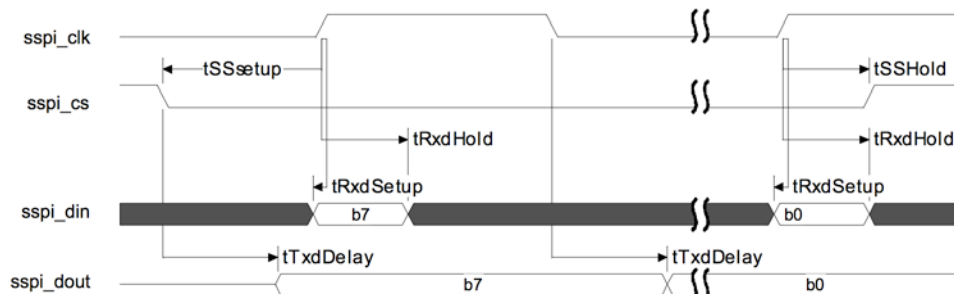 sspi_clk
tSSsetup
tSSHold
sspi_cs
tRxdHold
tRxdHold
tRxdSetup
tRxdSetup
sspi_din
b7
b0
tTxdDelay
tTxdDelay
sspi_dout
b7
b0